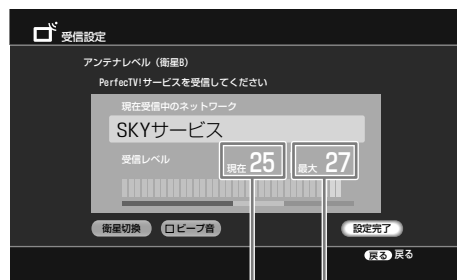 受信設定
アンテナレベル（衛星B）
PerfecTV!サービスを受信してください
現在受信中のネットワーク
SKYサービス
受信レベル 現在 25 最大 27
衛星切換 ロビープ音 設定完了
戻る 戻る